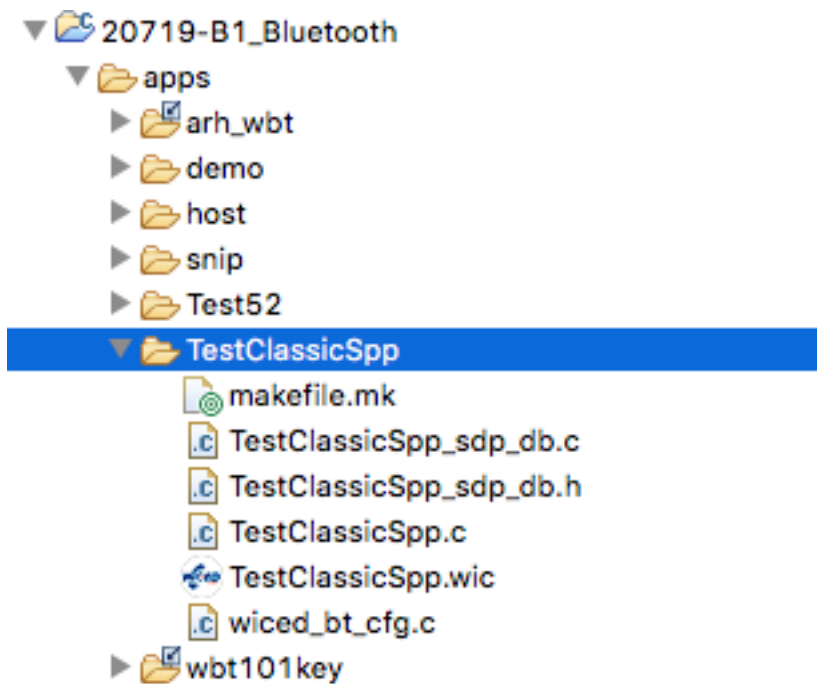 20719-B1_Bluetooth
apps
arh_wbt
demo
host
snip
Test52
TestClassicSpp
makefile.mk
.c TestClassicSpp_sdp_db.c
.c TestClassicSpp_sdp_db.h
.c TestClassicSpp.c
TestClassicSpp.wic
.c wiced_bt_cfg.c
wbt101key